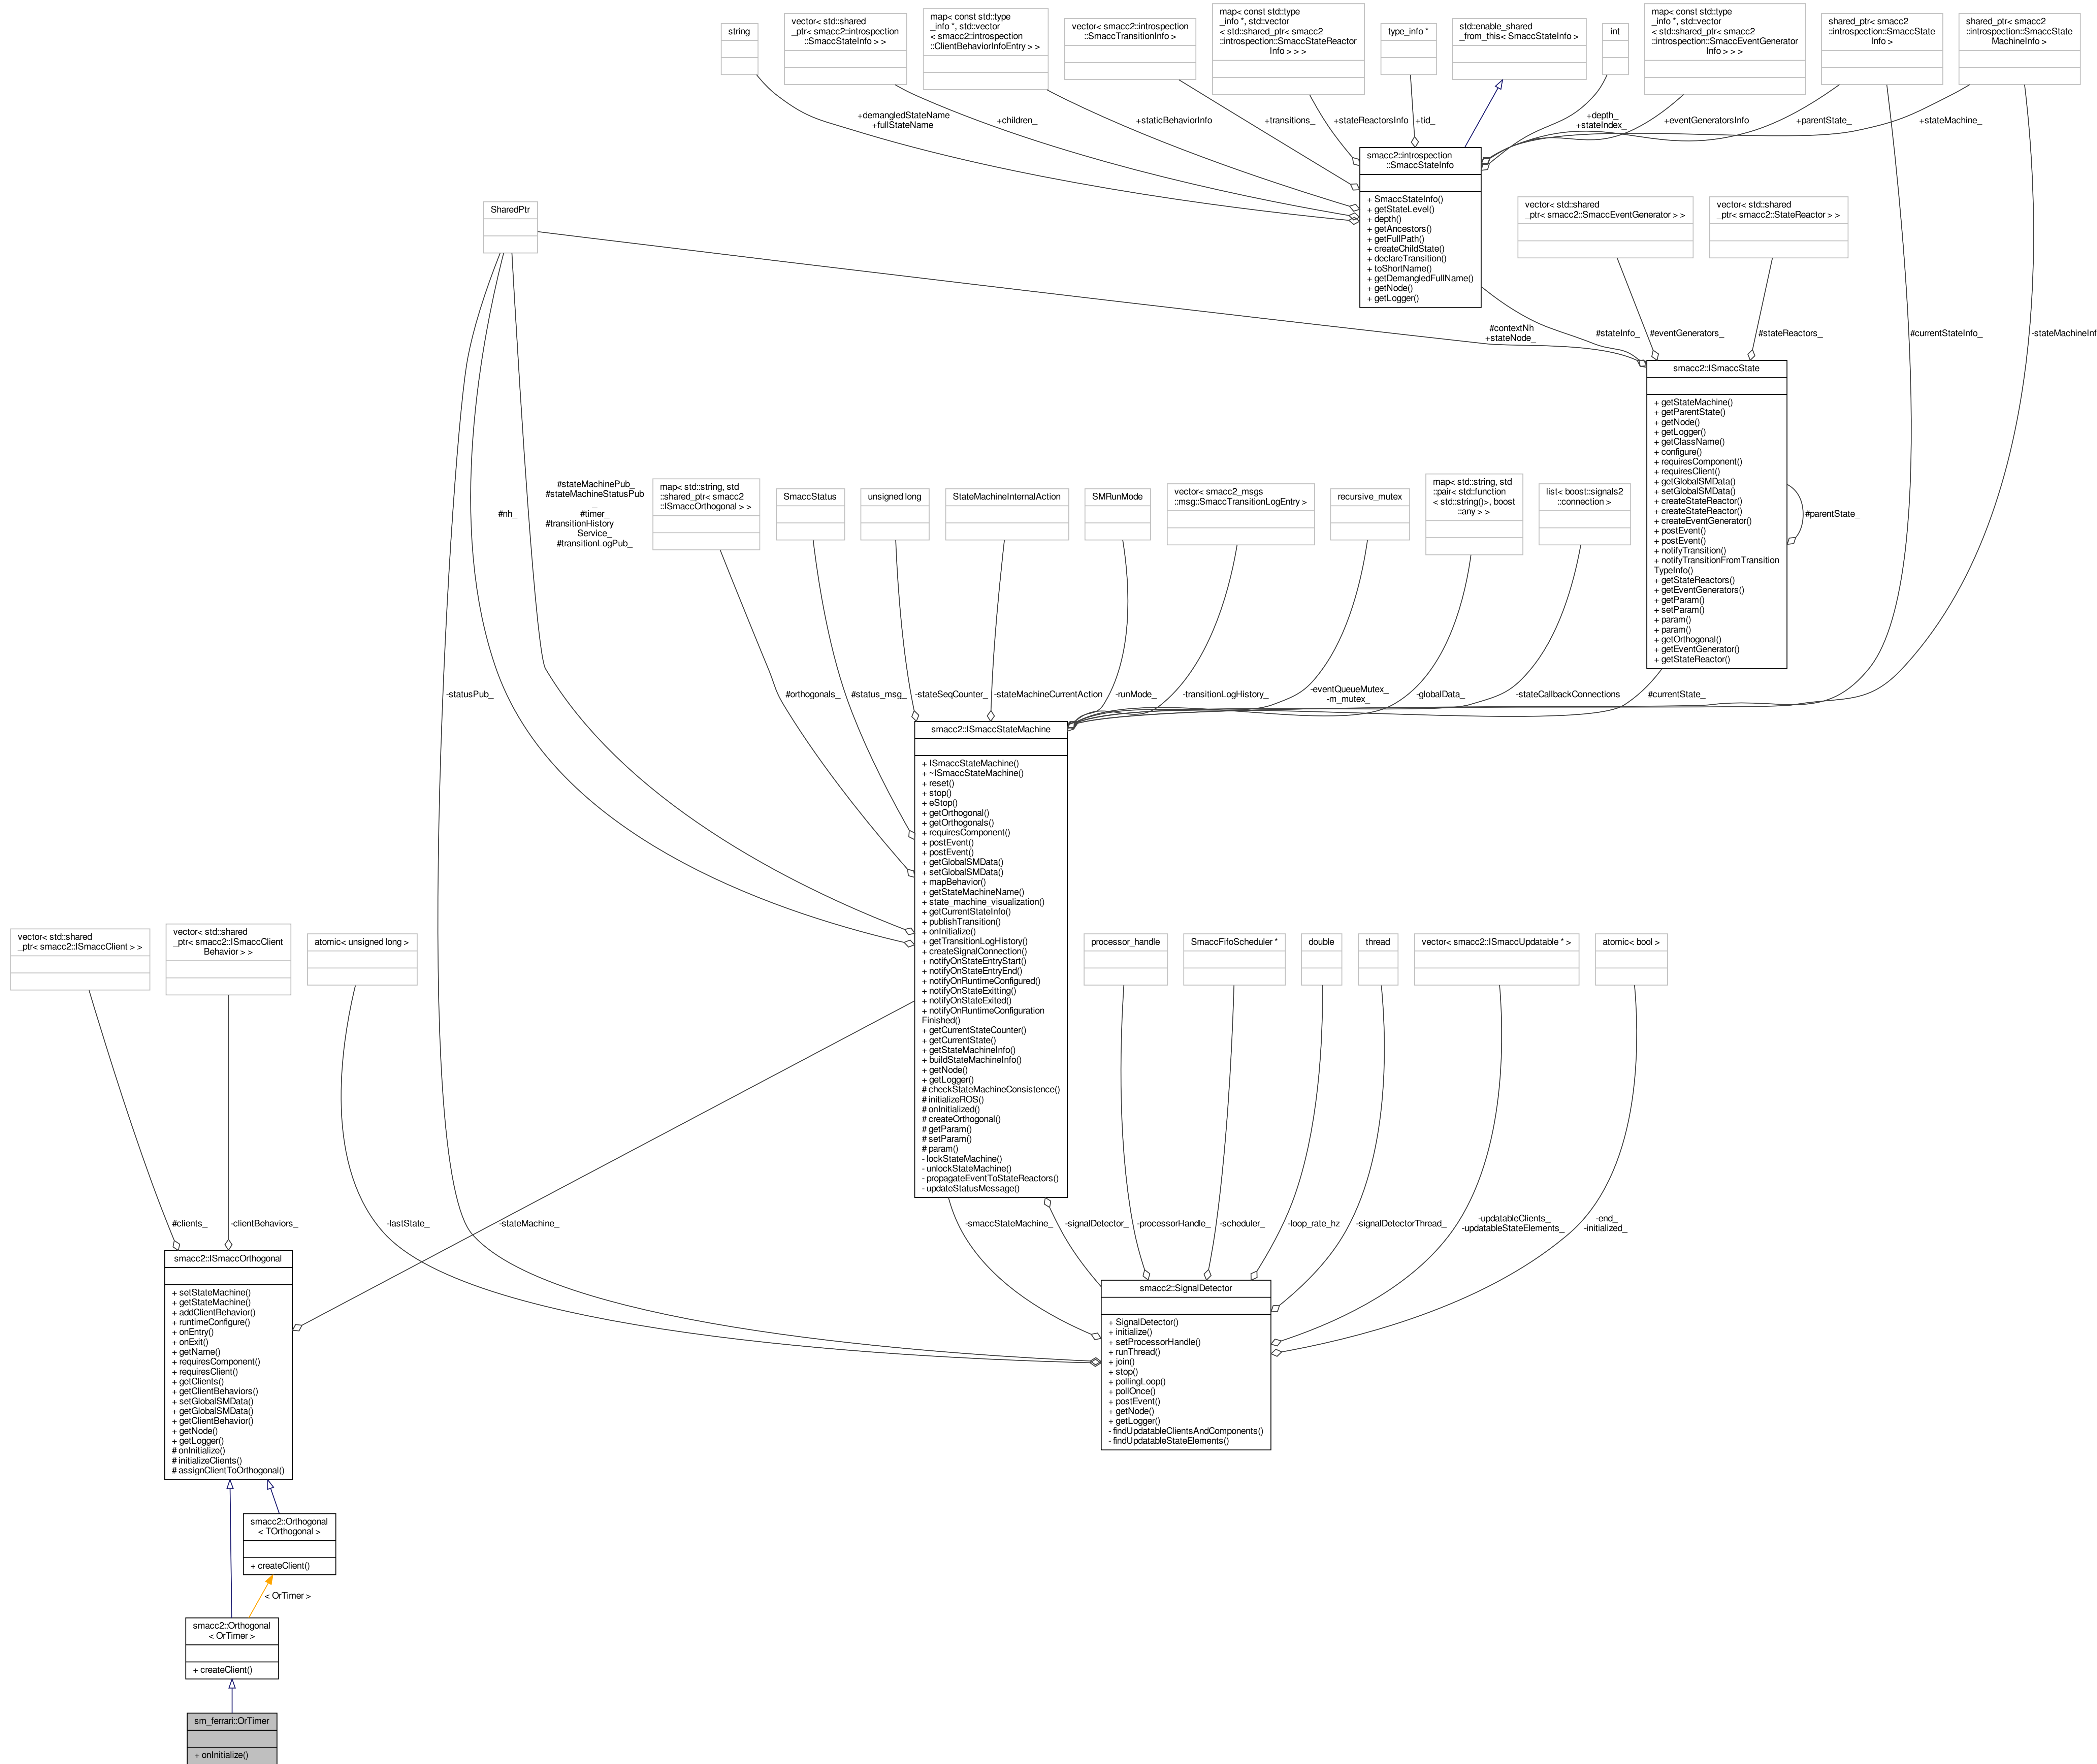 string
vector< std::shared
_ptr< smacc2::introspection
::SmaccStateInfo > >
map< const std::type
_info *, std::vector
< smacc2::introspection
::ClientBehaviorInfoEntry > >
vector< smacc2::introspection
::SmaccTransitionInfo >
map< const std::type
_info *, std::vector
< std::shared_ptr< smacc2
::introspection::SmaccStateReactor
Info > > >
type_info *
std::enable_shared
_from_this< SmaccStateInfo >
int
map< const std::type
_info *, std::vector
< std::shared_ptr< smacc2
::introspection::SmaccEventGenerator
Info > > >
shared_ptr< smacc2
::introspection::SmaccState
Info >
shared_ptr< smacc2
::introspection::SmaccState
MachineInfo >
+demangledStateName
+fullStateName
+children_
+staticBehaviorInfo
+transitions_
+stateReactorsInfo
+tid_
+depth_
+stateIndex_
+eventGeneratorsInfo
+parentState_
+stateMachine_
smacc2::introspection
::SmaccStateInfo
+ SmaccStateInfo()
+ getStateLevel()
+ depth()
+ getAncestors()
+ getFullPath()
+ createChildState()
+ declareTransition()
+ toShortName()
+ getDemangledFullName()
+ getNode()
+ getLogger()
SharedPtr
vector< std::shared
_ptr< smacc2::SmaccEventGenerator > >
vector< std::shared
_ptr< smacc2::StateReactor > >
#contextNh
+stateNode_
#stateInfo_
#eventGenerators_
#stateReactors_
#currentStateInfo_
-stateMachineInf
smacc2::ISmaccState
+ getStateMachine()
+ getParentState()
+ getNode()
+ getLogger()
+ getClassName()
+ configure()
+ requiresComponent()
+ requiresClient()
+ getGlobalSMData()
+ setGlobalSMData()
+ createStateReactor()
+ createStateReactor()
+ createEventGenerator()
+ postEvent()
+ postEvent()
+ notifyTransition()
+ notifyTransitionFromTransition
TypeInfo()
+ getStateReactors()
+ getEventGenerators()
+ getParam()
+ setParam()
+ param()
+ param()
+ getOrthogonal()
+ getEventGenerator()
+ getStateReactor()
#parentState_
#nh_
#stateMachinePub_
#stateMachineStatusPub
_
#timer_
#transitionHistory
Service_
#transitionLogPub_
map< std::string, std
::shared_ptr< smacc2
::ISmaccOrthogonal > >
SmaccStatus
unsigned long
StateMachineInternalAction
SMRunMode
vector< smacc2_msgs
::msg::SmaccTransitionLogEntry >
recursive_mutex
map< std::string, std
::pair< std::function
< std::string()>, boost
::any > >
list< boost::signals2
::connection >
-statusPub_
#orthogonals_
#status_msg_
-stateSeqCounter_
-stateMachineCurrentAction
-runMode_
-transitionLogHistory_
-eventQueueMutex_
-m_mutex_
-globalData_
-stateCallbackConnections
#currentState_
smacc2::ISmaccStateMachine
+ ISmaccStateMachine()
+ ~ISmaccStateMachine()
+ reset()
+ stop()
+ eStop()
+ getOrthogonal()
+ getOrthogonals()
+ requiresComponent()
+ postEvent()
+ postEvent()
+ getGlobalSMData()
+ setGlobalSMData()
+ mapBehavior()
+ getStateMachineName()
+ state_machine_visualization()
+ getCurrentStateInfo()
+ publishTransition()
+ onInitialize()
+ getTransitionLogHistory()
+ createSignalConnection()
+ notifyOnStateEntryStart()
+ notifyOnStateEntryEnd()
+ notifyOnRuntimeConfigured()
+ notifyOnStateExitting()
+ notifyOnStateExited()
+ notifyOnRuntimeConfiguration
Finished()
+ getCurrentStateCounter()
+ getCurrentState()
+ getStateMachineInfo()
+ buildStateMachineInfo()
+ getNode()
+ getLogger()
# checkStateMachineConsistence()
# initializeROS()
# onInitialized()
# createOrthogonal()
# getParam()
# setParam()
# param()
- lockStateMachine()
- unlockStateMachine()
- propagateEventToStateReactors()
- updateStatusMessage()
vector< std::shared
_ptr< smacc2::ISmaccClient > >
vector< std::shared
_ptr< smacc2::ISmaccClient
Behavior > >
atomic< unsigned long >
processor_handle
SmaccFifoScheduler *
double
thread
vector< smacc2::ISmaccUpdatable * >
atomic< bool >
#clients_
-clientBehaviors_
-lastState_
-stateMachine_
-smaccStateMachine_
-signalDetector_
-processorHandle_
-scheduler_
-loop_rate_hz
-signalDetectorThread_
-updatableClients_
-updatableStateElements_
-end_
-initialized_
smacc2::ISmaccOrthogonal
+ setStateMachine()
+ getStateMachine()
+ addClientBehavior()
+ runtimeConfigure()
+ onEntry()
+ onExit()
+ getName()
+ requiresComponent()
+ requiresClient()
+ getClients()
+ getClientBehaviors()
+ setGlobalSMData()
+ getGlobalSMData()
+ getClientBehavior()
+ getNode()
+ getLogger()
# onInitialize()
# initializeClients()
# assignClientToOrthogonal()
smacc2::SignalDetector
+ SignalDetector()
+ initialize()
+ setProcessorHandle()
+ runThread()
+ join()
+ stop()
+ pollingLoop()
+ pollOnce()
+ postEvent()
+ getNode()
+ getLogger()
- findUpdatableClientsAndComponents()
- findUpdatableStateElements()
smacc2::Orthogonal
< TOrthogonal >
+ createClient()
< OrTimer >
smacc2::Orthogonal
< OrTimer >
+ createClient()
sm_ferrari::OrTimer
+ onInitialize()